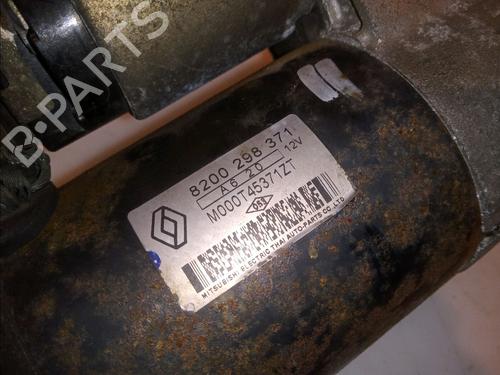 B-PARTS
8200 298 371
A6 20 12V
M000T45371ZT
MITSUBISHI ELECTRIC THAI AUTO-PARTS CO., LTD